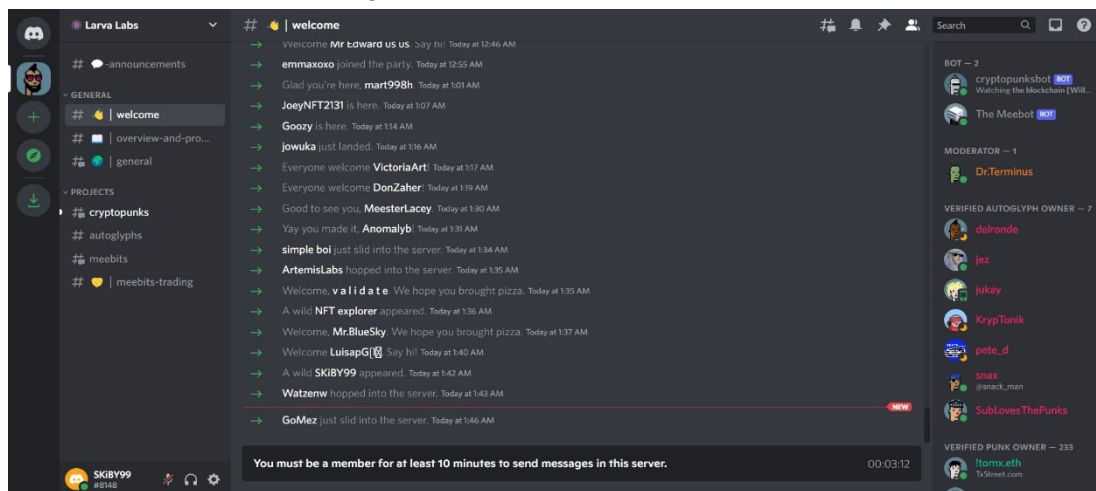 Larva Labs
-announcements
GENERAL
| welcome
| overview-and-pro...
| general
PROJECTS
cryptopunks
autoglyphs
meebits
| meebits-trading
SKiBY99
#8148
| welcome
Search
Welcome Mr Edward us us. Say hi! Today at 12:46 AM
emmaxoxo joined the party. Today at 12:55 AM
Glad you're here, mart998h. Today at 1:01 AM
JoeyNFT2131 is here. Today at 1:07 AM
Goozy is here. Today at 1:14 AM
jowuka just landed. Today at 1:16 AM
Everyone welcome VictoriaArt! Today at 1:17 AM
Everyone welcome DonZaher! Today at 1:19 AM
Good to see you, MeesterLacey. Today at 1:30 AM
Yay you made it, Anomalyb! Today at 1:31 AM
simple boi just slid into the server. Today at 1:34 AM
ArtemisLabs hopped into the server. Today at 1:35 AM
Welcome, v a l i d a t e. We hope you brought pizza. Today at 1:35 AM
A wild NFT explorer appeared. Today at 1:36 AM
Welcome, Mr.BlueSky. We hope you brought pizza. Today at 1:37 AM
Welcome Say hi! Today at 1:40 AM
A wild SKiBY99 appeared. Today at 1:42 AM
Watzenw hopped into the server. Today at 1:43 AM
NEW
GoMez just slid into the server. Today at 1:46 AM
You must be a member for at least 10 minutes to send messages in this server. 00:03:12
BOT — 2
cryptopunksbot BOT
Watching the blockchain [Will...
The Meebot BOT
MODERATOR — 1
Dr.Terminus
VERIFIED AUTOGLYPH OWNER — 7
delronde
jez
jukay
KrypTonik
pete_d
snax
@snack_man
SubLovesThePunks
VERIFIED PUNK OWNER — 233
!tomx.eth
TxStreet.com